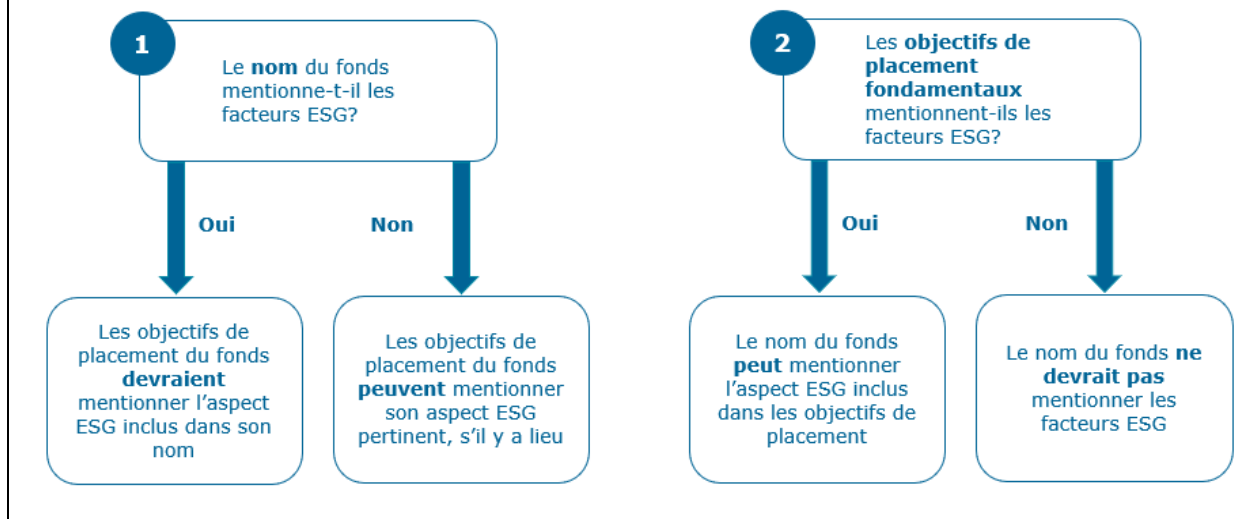 1
Le nom du fonds
mentionne-t-il les
facteurs ESG?
Oui
Non
Les objectifs de
placement du fonds
devraient
mentionner l’aspect
ESG inclus dans son
nom
Les objectifs de
placement du fonds
peuvent mentionner
son aspect ESG
pertinent, s’il y a lieu
2
Les objectifs de
placement
fondamentaux
mentionnent-ils les
facteurs ESG?
Oui
Non
Le nom du fonds
peut mentionner
l’aspect ESG inclus
dans les objectifs de
placement
Le nom du fonds ne
devrait pas
mentionner les
facteurs ESG